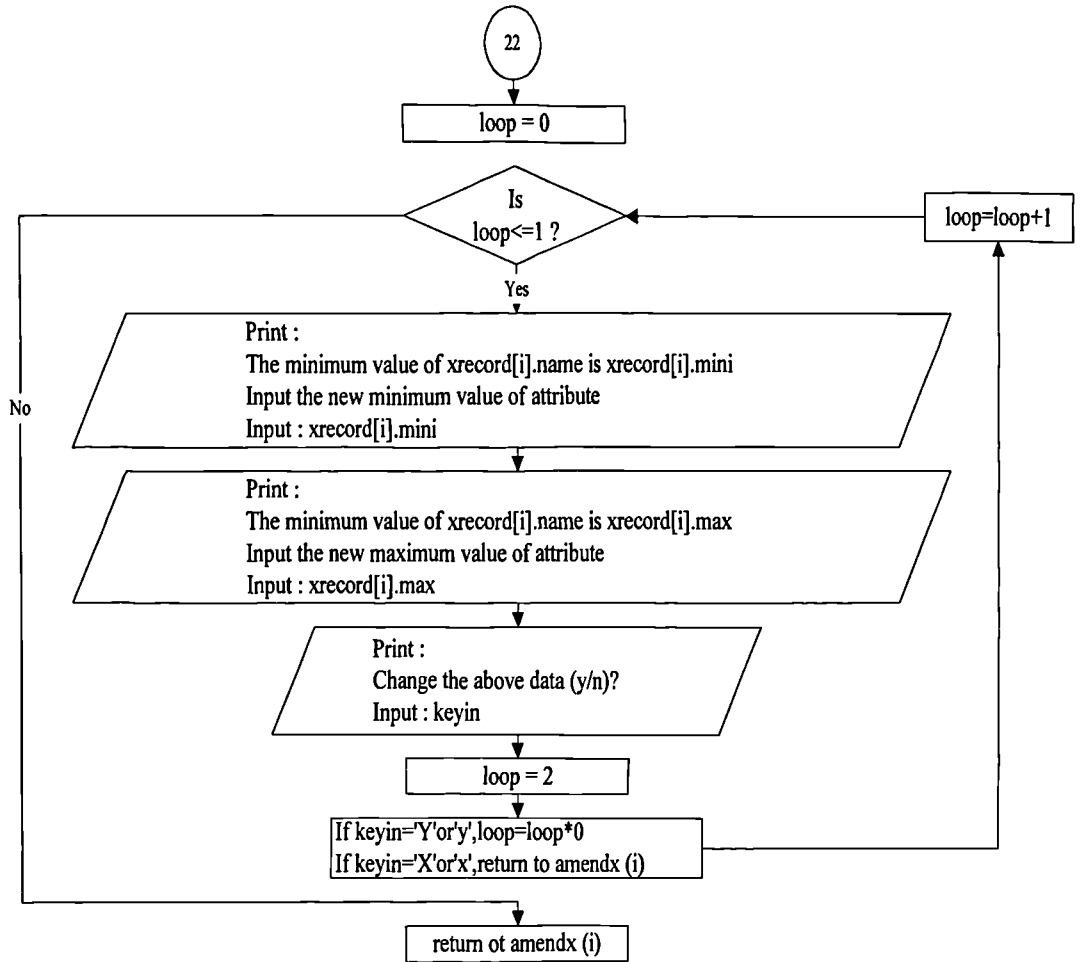 22
loop = 0
Is
loop<=1 ?
loop=loop+1
Yes
Print :
The minimum value of xrecord[i].name is xrecord[i].mini
Input the new minimum value of attribute
Input : xrecord[i].mini
No
Print :
The minimum value of xrecord[i].name is xrecord[i].max
Input the new maximum value of attribute
Input : xrecord[i].max
Print :
Change the above data (y/n)?
Input : keyin
loop = 2
If keyin='Y'or'y',loop=loop*0
If keyin='X'or'x',return to amendx (i)
return ot amendx (i)